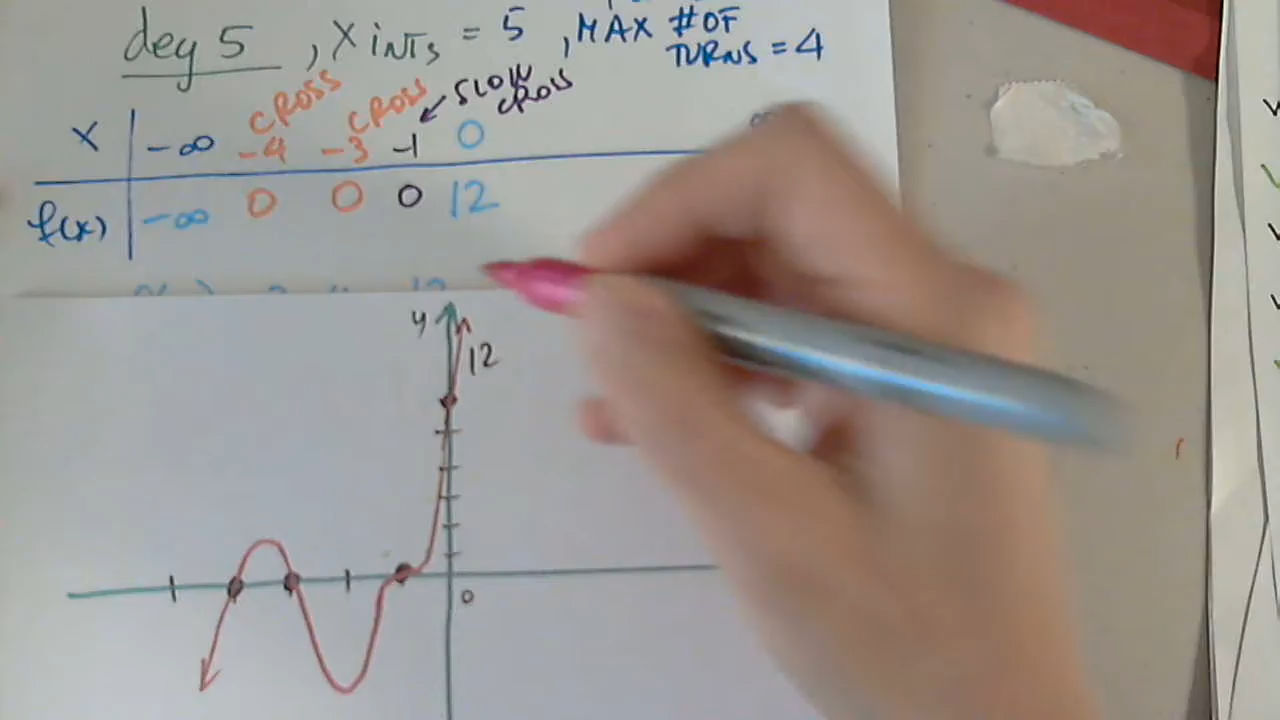 deg 5 , X iNTs = 5 , MAX # OF
TURNS = 4
CROSS CROSS SLOW
CROSS
X -∞ -4 -3 -1 0 ∞
f(x) -∞ 0 0 0 12
y
12
0